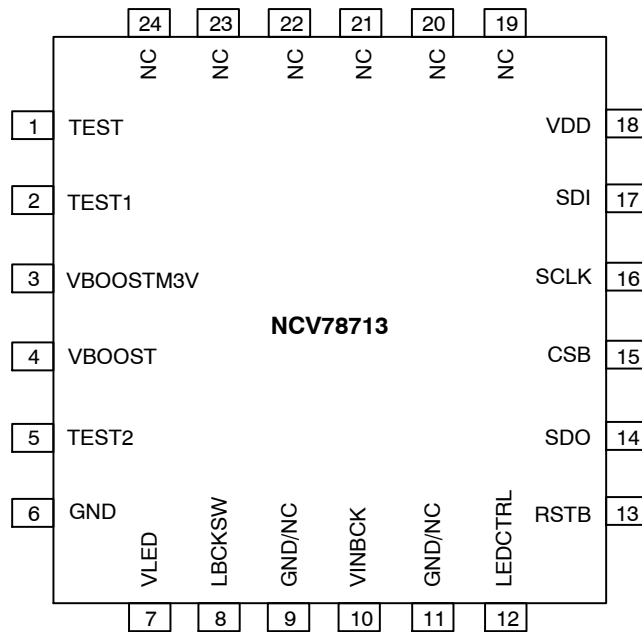 24 23 22 21 20 19
NC NC NC NC NC NC
1 TEST VDD 18
2 TEST1 SDI 17
3 VBOOSTM3V SCLK 16
NCV78713
4 VBOOST CSB 15
5 TEST2 SDO 14
6 GND RSTB 13
VLED LBCKSW GND/NC VINBCK GND/NC LEDCTRL
7 8 9 10 11 12